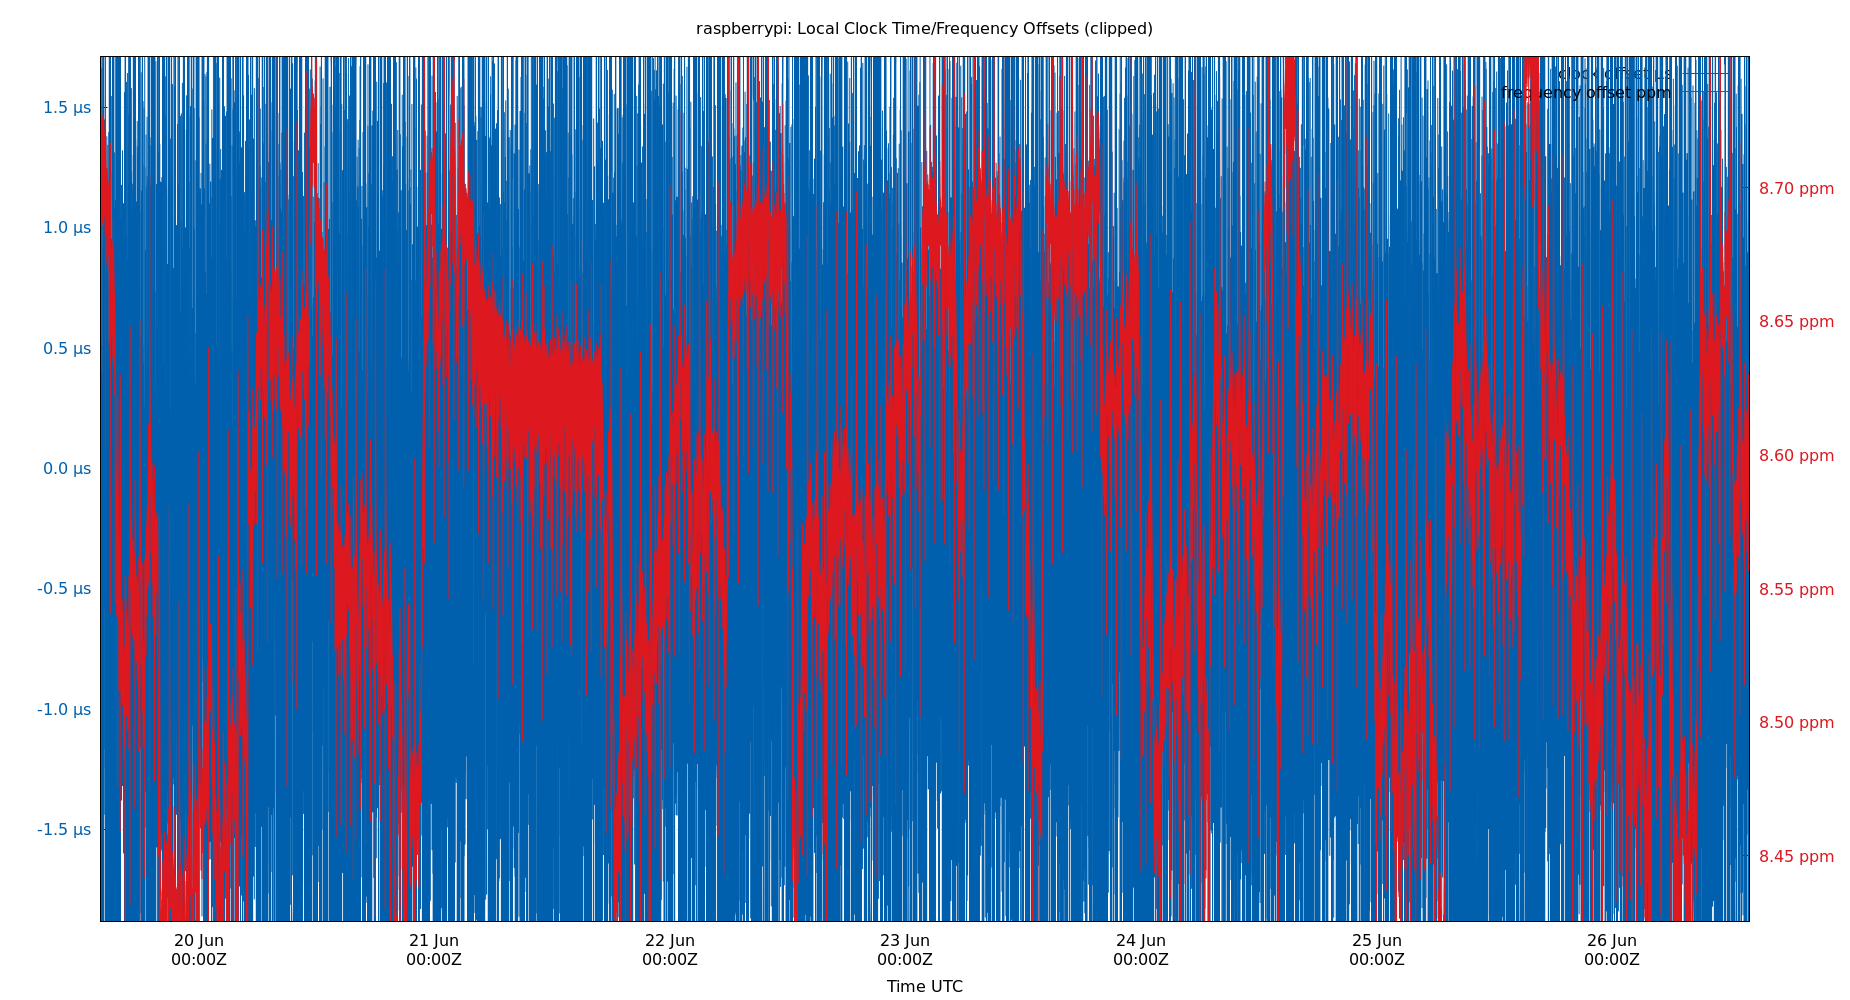 raspberrypi: Local Clock Time/Frequency Offsets (clipped)
clock offset µs
frequency offset ppm
1.5 µs
1.0 µs
0.5 µs
0.0 µs
-0.5 µs
-1.0 µs
-1.5 µs
8.70 ppm
8.65 ppm
8.60 ppm
8.55 ppm
8.50 ppm
8.45 ppm
20 Jun 21 Jun 22 Jun 23 Jun 24 Jun 25 Jun 26 Jun
00:00Z 00:00Z 00:00Z 00:00Z 00:00Z 00:00Z 00:00Z
Time UTC